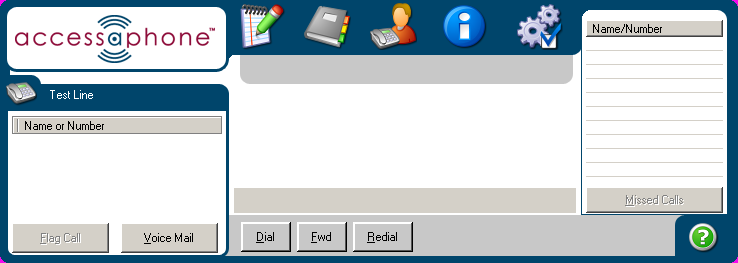 accessaphone™
Test Line
Name or Number
Flag Call
Voice Mail
Dial
Fwd
Redial
Name/Number
Missed Calls